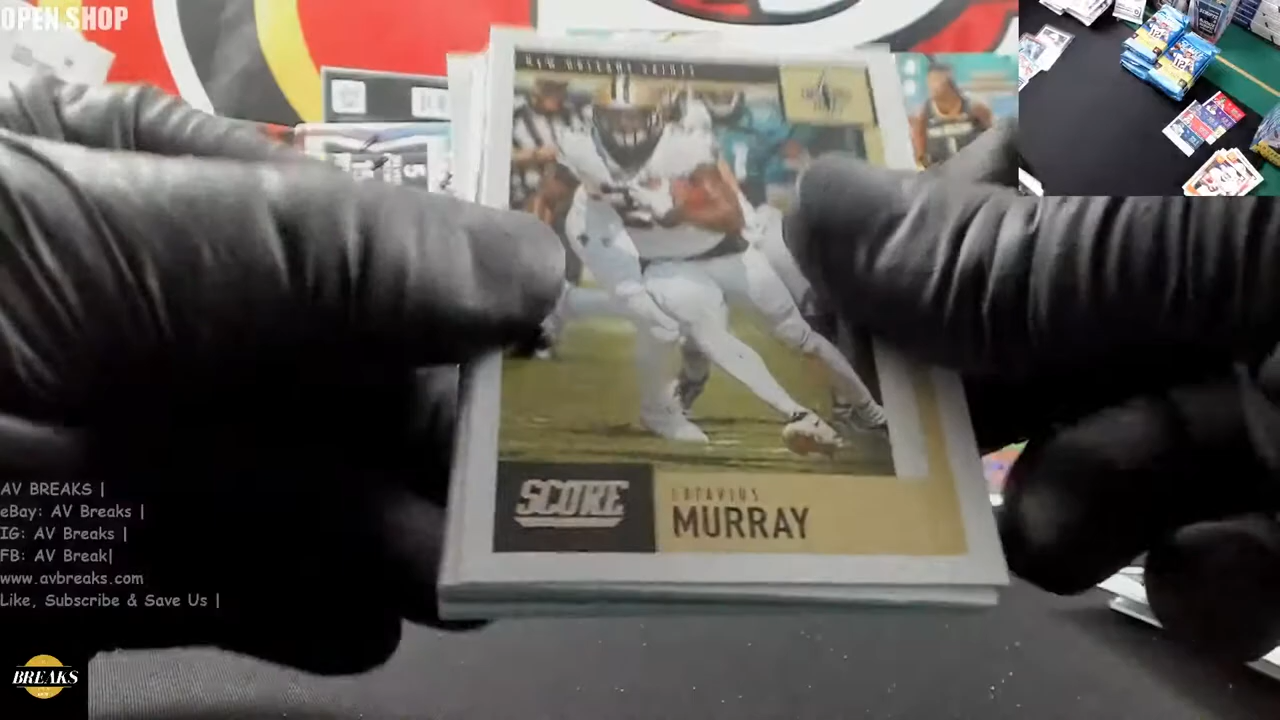 OPEN SHOP
NEW ORLEANS SAINTS
SCORE
LATAVIUS
MURRAY
AV BREAKS |
eBay: AV Breaks |
IG: AV Breaks |
FB: AV Break|
www.avbreaks.com
Like, Subscribe & Save Us |
BREAKS